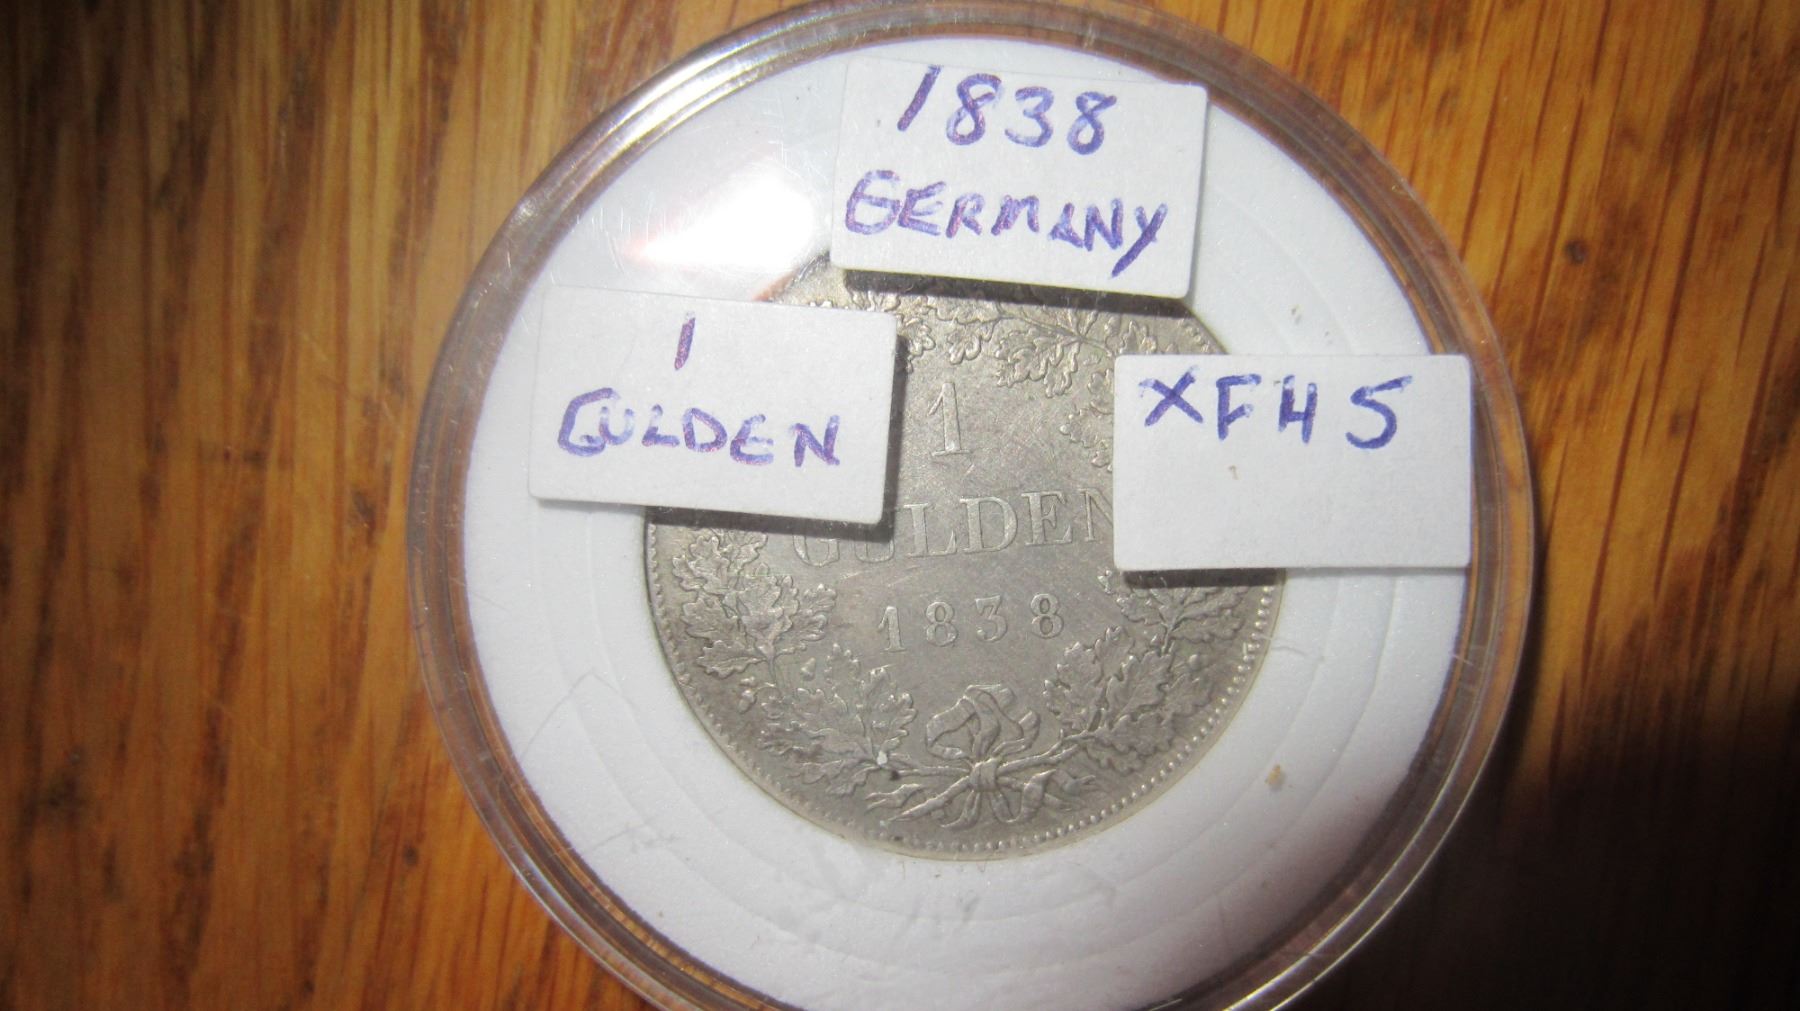 1838
GERMANY
1
GULDEN
XF45
1
GULDEN
1838